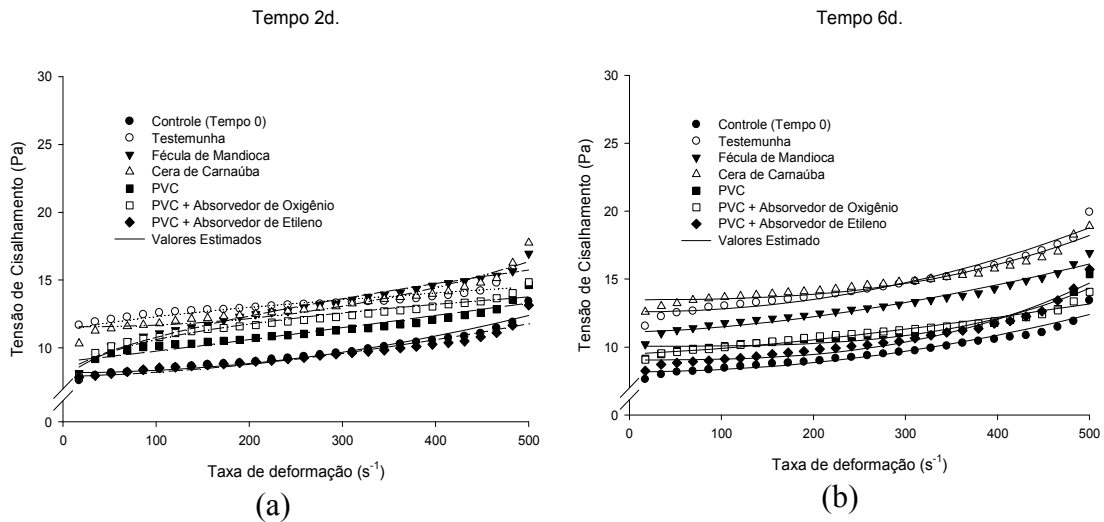 Tempo 2d.
Tensão de Cisalhamento (Pa)
30
25
20
15
10
0
Controle (Tempo 0)
Testemunha
Fécula de Mandioca
Cera de Carnaúba
PVC
PVC + Absorvedor de Oxigênio
PVC + Absorvedor de Etileno
Valores Estimados
0 100 200 300 400 500
Taxa de deformação (s⁻¹)
(a)
Tempo 6d.
Tensão de Cisalhamento (Pa)
30
25
20
15
10
0
Controle (Tempo 0)
Testemunha
Fécula de Mandioca
Cera de Carnaúba
PVC
PVC + Absorvedor de Oxigênio
PVC + Absorvedor de Etileno
Valores Estimado
0 100 200 300 400 500
Taxa de deformação (s⁻¹)
(b)